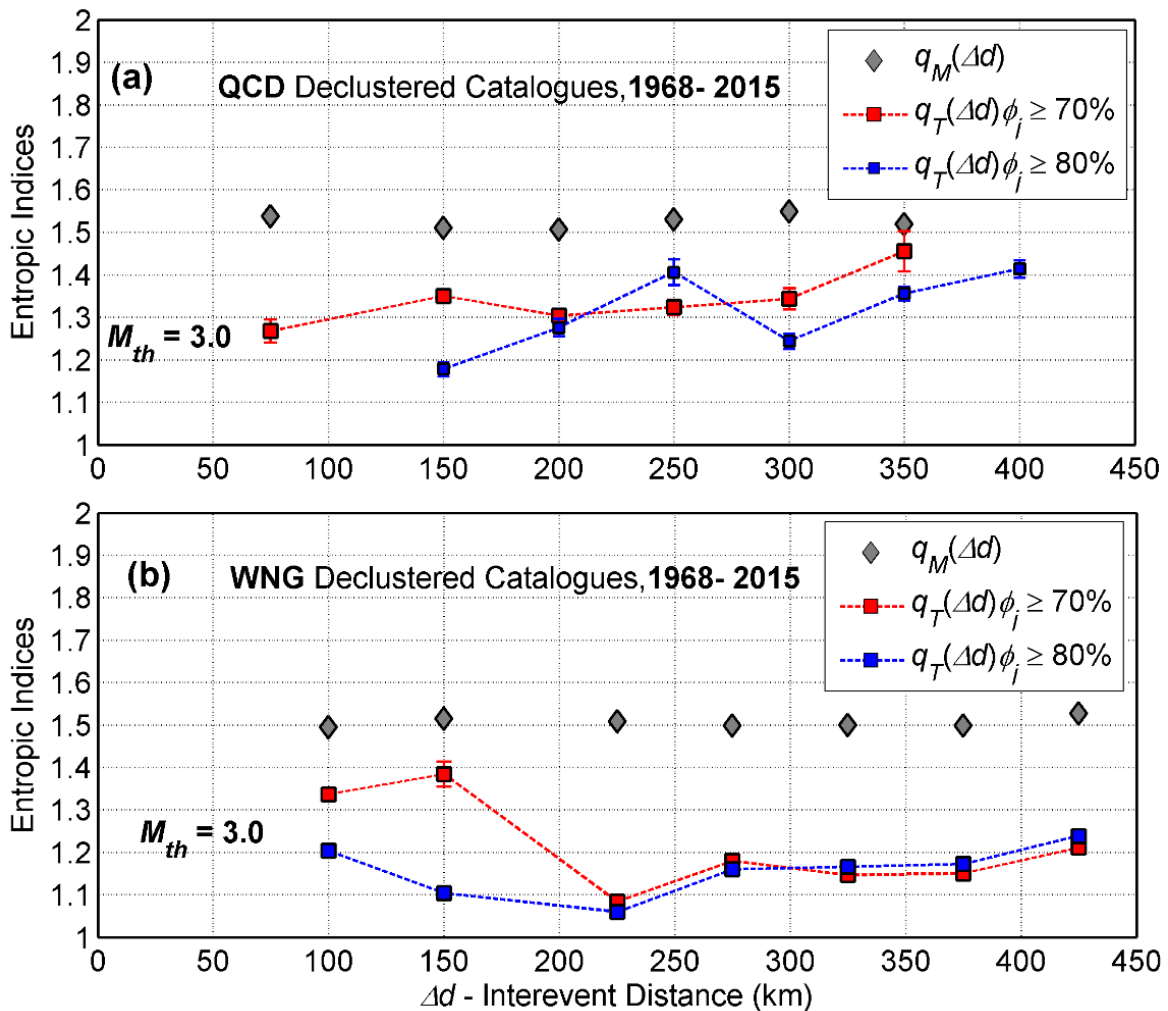 2
1.9
1.8
1.7
1.6
1.5
1.4
1.3
1.2
1.1
1
Entropic Indices
(a)
QCD Declustered Catalogues,1968- 2015
q_M(Δd)
q_T(Δd)ϕ_i ≥ 70%
q_T(Δd)ϕ_i ≥ 80%
M_th = 3.0
0 50 100 150 200 250 300 350 400 450
2
1.9
1.8
1.7
1.6
1.5
1.4
1.3
1.2
1.1
1
Entropic Indices
(b)
WNG Declustered Catalogues,1968- 2015
q_M(Δd)
q_T(Δd)ϕ_i ≥ 70%
q_T(Δd)ϕ_i ≥ 80%
M_th = 3.0
0 50 100 150 200 250 300 350 400 450
Δd - Interevent Distance (km)